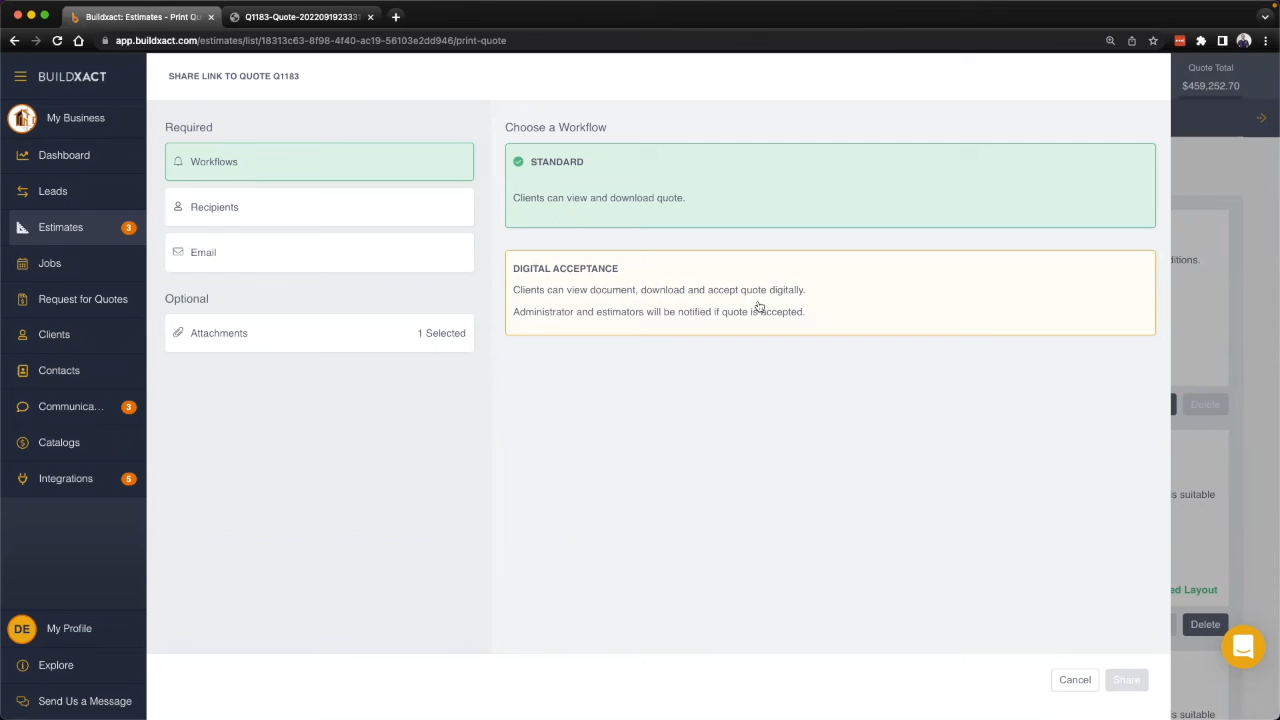 Buildxact: Estimates - Print Qu
Q1183-Quote-2022091923331
app.buildxact.com/estimates/list/18313c63-8f98-4f40-ac19-56103e2dd946/print-quote
BUILDXACT
My Business
Dashboard
Leads
Estimates 3
Jobs
Request for Quotes
Clients
Contacts
Communica... 3
Catalogs
Integrations 5
DE My Profile
Explore
Send Us a Message
SHARE LINK TO QUOTE Q1183
Required
Workflows
Recipients
Email
Optional
Attachments 1 Selected
Choose a Workflow
STANDARD
Clients can view and download quote.
DIGITAL ACCEPTANCE
Clients can view document, download and accept quote digitally.
Administrator and estimators will be notified if quote is accepted.
Cancel Share
Quote Total
$459,252.70
ditions.
Delete
is suitable
ed Layout
Delete
is suitable